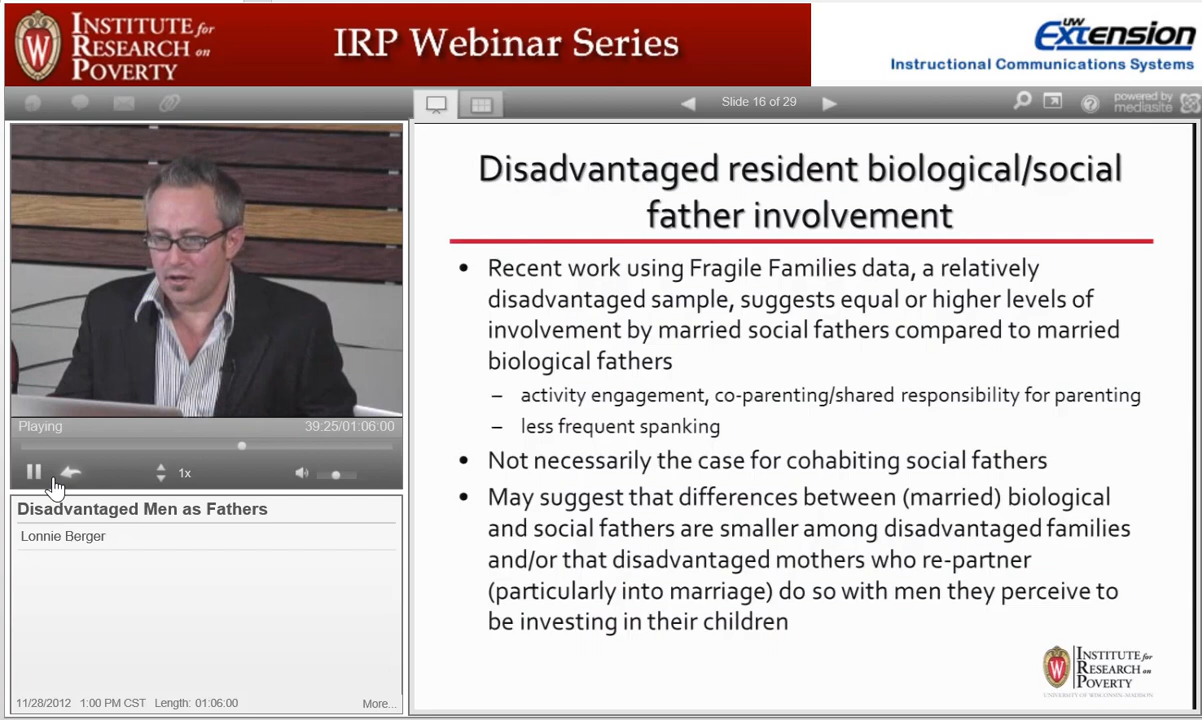 INSTITUTE for
RESEARCH on
POVERTY
IRP Webinar Series
UW
Extension
Instructional Communications Systems
Slide 16 of 29
powered by
mediasite
Playing
39:25/01:06:00
1x
Disadvantaged Men as Fathers
Lonnie Berger
11/28/2012 1:00 PM CST Length: 01:06:00
More...
Disadvantaged resident biological/social
father involvement
• Recent work using Fragile Families data, a relatively
disadvantaged sample, suggests equal or higher levels of
involvement by married social fathers compared to married
biological fathers
– activity engagement, co-parenting/shared responsibility for parenting
– less frequent spanking
• Not necessarily the case for cohabiting social fathers
• May suggest that differences between (married) biological
and social fathers are smaller among disadvantaged families
and/or that disadvantaged mothers who re-partner
(particularly into marriage) do so with men they perceive to
be investing in their children
INSTITUTE for
RESEARCH on
POVERTY
UNIVERSITY OF WISCONSIN-MADISON